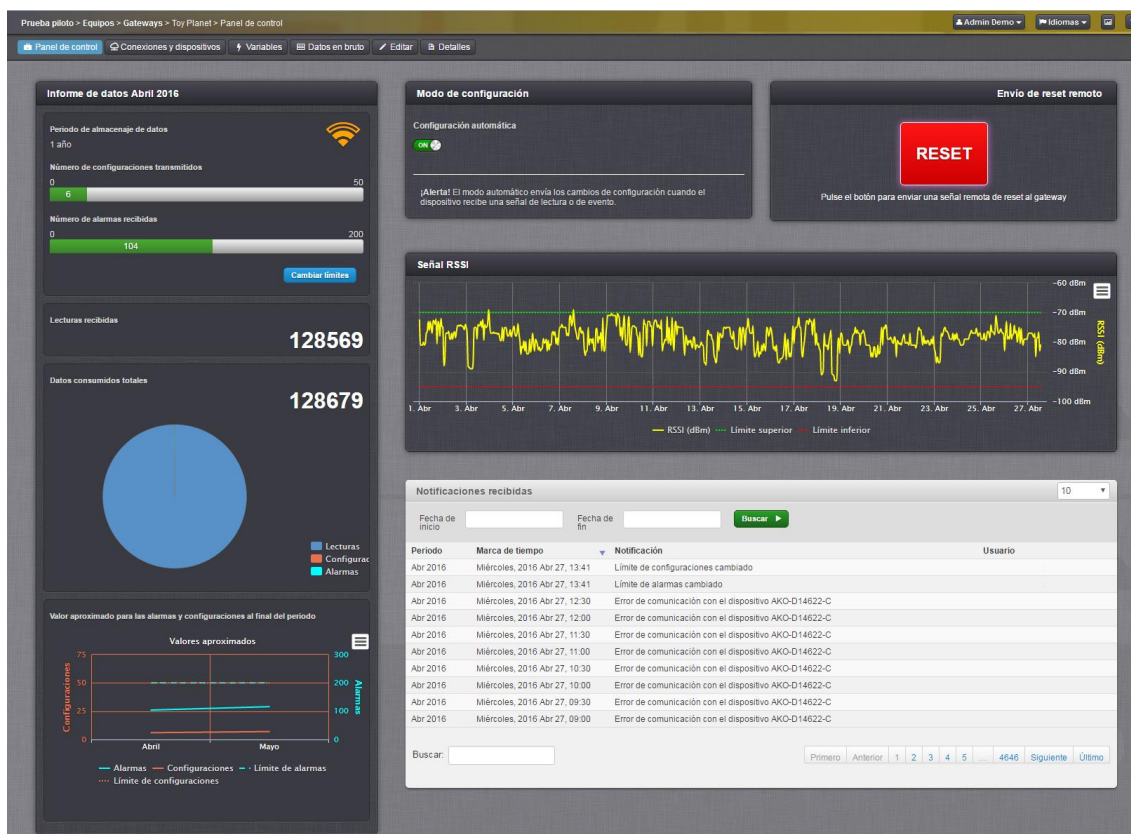 Prueba piloto > Equipos > Gateways > Toy Planet > Panel de control
Admin Demo
Idiomas
Panel de control
Conexiones y dispositivos
Variables
Datos en bruto
Editar
Detalles
Informe de datos Abril 2016
Periodo de almacenaje de datos
1 año
Número de configuraciones transmitidos
0 50
6
Número de alarmas recibidas
0 200
104
Cambiar límites
Lecturas recibidas
128569
Datos consumidos totales
128679
Lecturas
Configurac
Alarmas
Valor aproximado para las alarmas y configuraciones al final del periodo
Valores aproximados
75 300
50 200
25 100
0 0
Configuraciones
Alarmas
Abril Mayo
Alarmas Configuraciones Límite de alarmas
Límite de configuraciones
Modo de configuración
Configuración automática
ON
¡Alerta! El modo automático envía los cambios de configuración cuando el
dispositivo recibe una señal de lectura o de evento.
Envío de reset remoto
RESET
Pulse el botón para enviar una señal remota de reset al gateway
Señal RSSI
-60 dBm
-70 dBm
-80 dBm
-90 dBm
-100 dBm
RSSI (dBm)
1. Abr 3. Abr 5. Abr 7. Abr 9. Abr 11. Abr 13. Abr 15. Abr 17. Abr 19. Abr 21. Abr 23. Abr 25. Abr 27. Abr
RSSI (dBm) Límite superior Límite inferior
Notificaciones recibidas
10
Fecha de
inicio
Fecha de
fin
Buscar
Periodo Marca de tiempo Notificación Usuario
Abr 2016 Miércoles, 2016 Abr 27, 13:41 Límite de configuraciones cambiado
Abr 2016 Miércoles, 2016 Abr 27, 13:41 Límite de alarmas cambiado
Abr 2016 Miércoles, 2016 Abr 27, 12:30 Error de comunicación con el dispositivo AKO-D14622-C
Abr 2016 Miércoles, 2016 Abr 27, 12:00 Error de comunicación con el dispositivo AKO-D14622-C
Abr 2016 Miércoles, 2016 Abr 27, 11:30 Error de comunicación con el dispositivo AKO-D14622-C
Abr 2016 Miércoles, 2016 Abr 27, 11:00 Error de comunicación con el dispositivo AKO-D14622-C
Abr 2016 Miércoles, 2016 Abr 27, 10:30 Error de comunicación con el dispositivo AKO-D14622-C
Abr 2016 Miércoles, 2016 Abr 27, 10:00 Error de comunicación con el dispositivo AKO-D14622-C
Abr 2016 Miércoles, 2016 Abr 27, 09:30 Error de comunicación con el dispositivo AKO-D14622-C
Abr 2016 Miércoles, 2016 Abr 27, 09:00 Error de comunicación con el dispositivo AKO-D14622-C
Buscar:
Primero Anterior 1 2 3 4 5 ... 4646 Siguiente Último